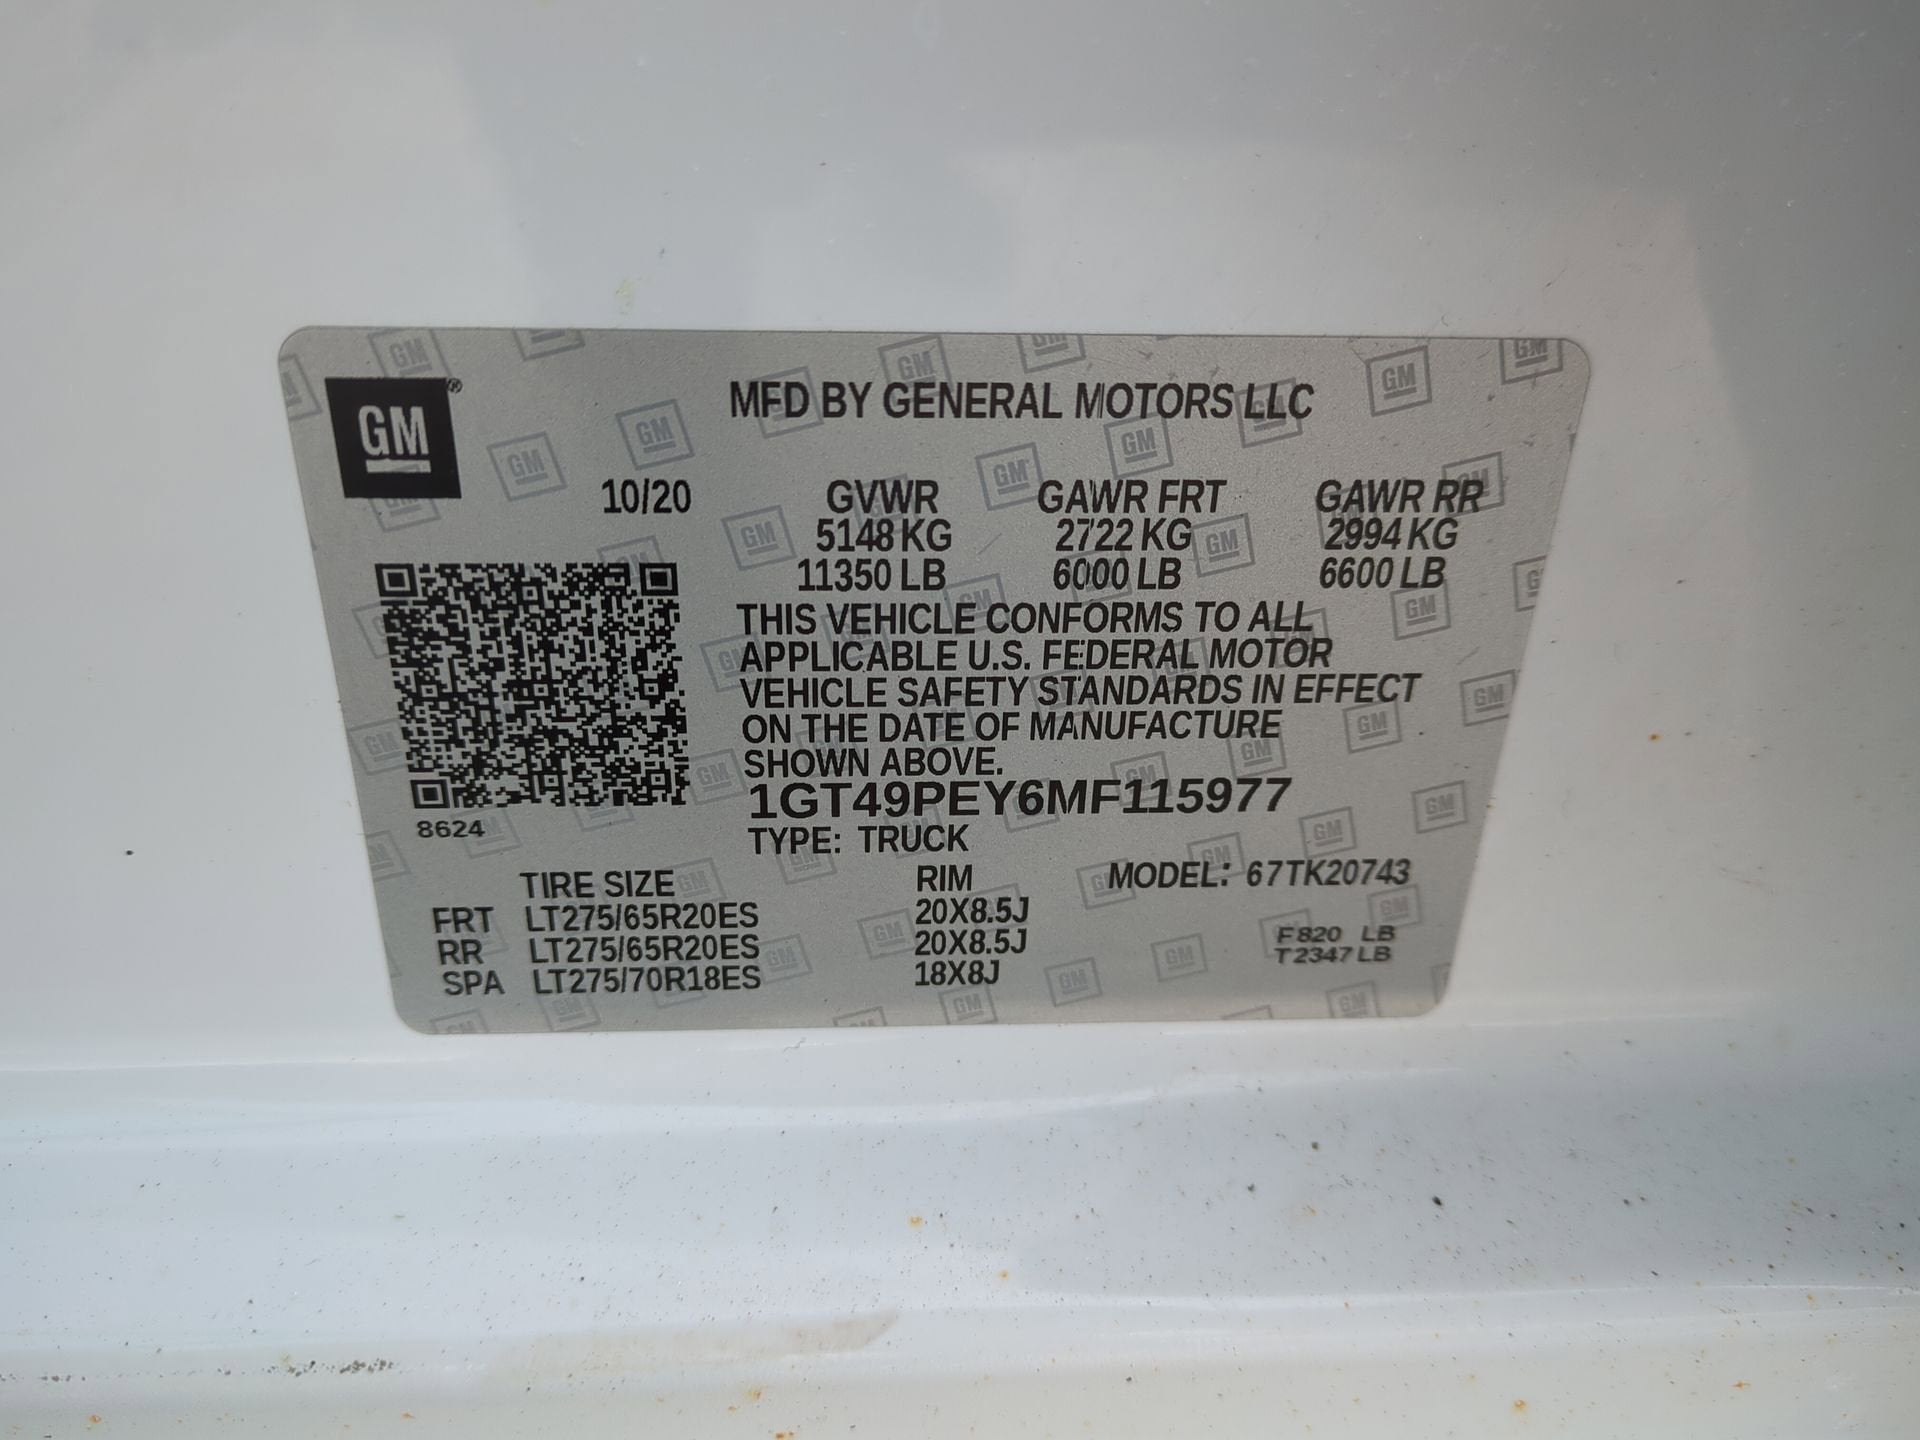 GM®
MFD BY GENERAL MOTORS LLC
10/20 GVWR GAWR FRT GAWR RR
5148 KG 2722 KG 2994 KG
11350 LB 6000 LB 6600 LB
THIS VEHICLE CONFORMS TO ALL
APPLICABLE U.S. FEDERAL MOTOR
VEHICLE SAFETY STANDARDS IN EFFECT
ON THE DATE OF MANUFACTURE
SHOWN ABOVE.
1GT49PEY6MF115977
8624
TYPE: TRUCK
TIRE SIZE RIM MODEL: 67TK20743
FRT LT275/65R20ES 20X8.5J
RR LT275/65R20ES 20X8.5J
SPA LT275/70R18ES 18X8J
F 820 LB
T 2347 LB